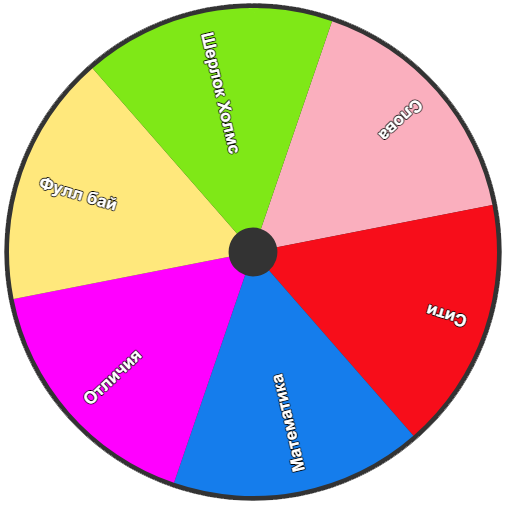 Шерлок Холмс
Слова
Сити
Математика
Отличия
Фулл бай